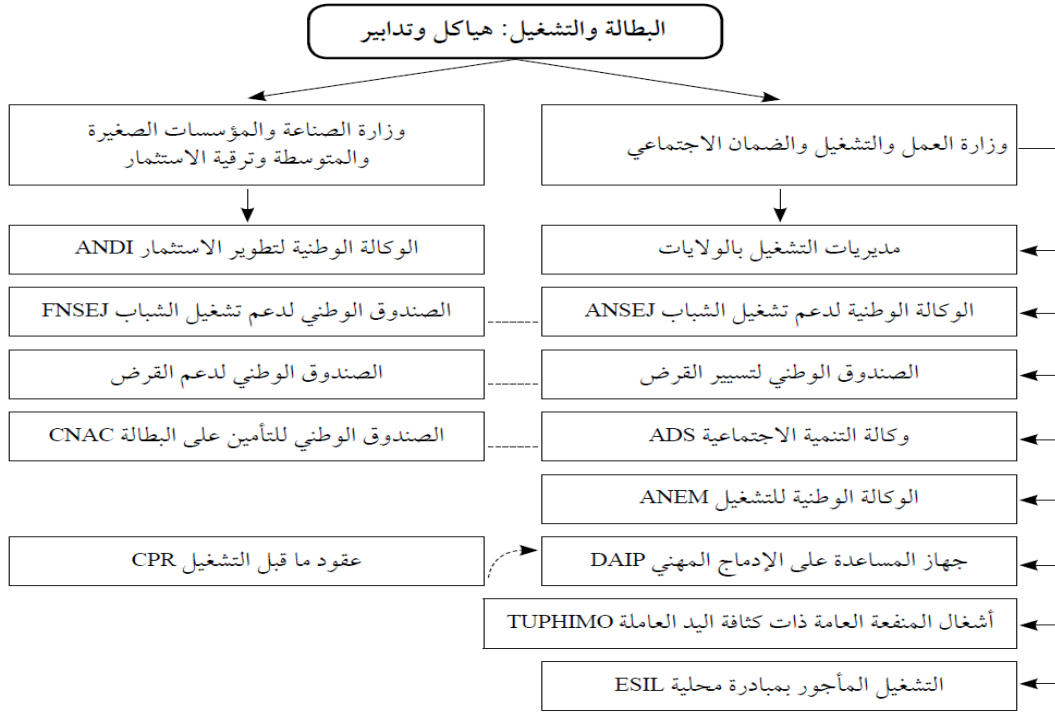 البطالة والتشغيل: هياكل وتدابير
وزارة العمل والتشغيل والضمان الاجتماعي
وزارة الصناعة والمؤسسات الصغيرة
والمتوسطة وترقية الاستثمار
مديريات التشغيل بالولايات
الوكالة الوطنية لتطوير الاستثمار ANDI
الوكالة الوطنية لدعم تشغيل الشباب ANSEJ
الصندوق الوطني لدعم تشغيل الشباب FNSEJ
الصندوق الوطني لتسيير القرض
الصندوق الوطني لدعم القرض
وكالة التنمية الاجتماعية ADS
الصندوق الوطني للتأمين على البطالة CNAC
الوكالة الوطنية للتشغيل ANEM
جهاز المساعدة على الإدماج المهني DAIP
عقود ما قبل التشغيل CPR
أشغال المنفعة العامة ذات كثافة اليد العاملة TUPHIMO
التشغيل المأجور بمبادرة محلية ESIL